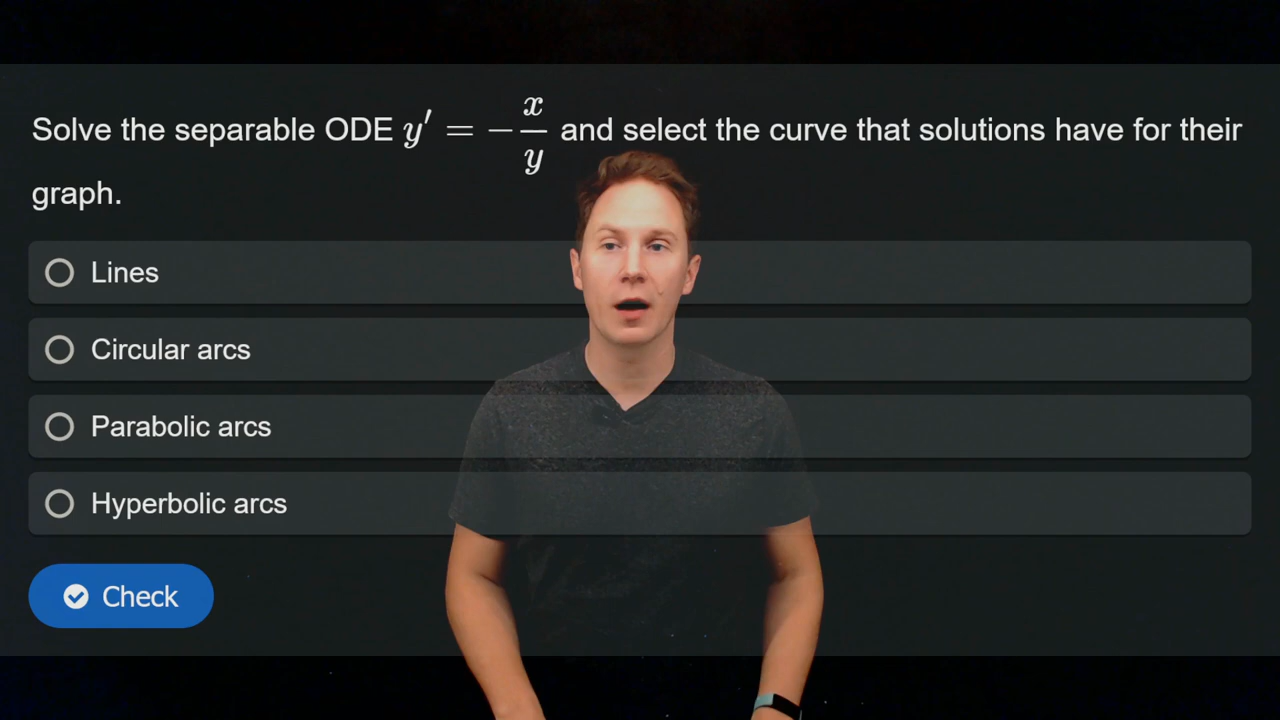 Solve the separable ODE y′ = −x/y and select the curve that solutions have for their
graph.
Lines
Circular arcs
Parabolic arcs
Hyperbolic arcs
Check